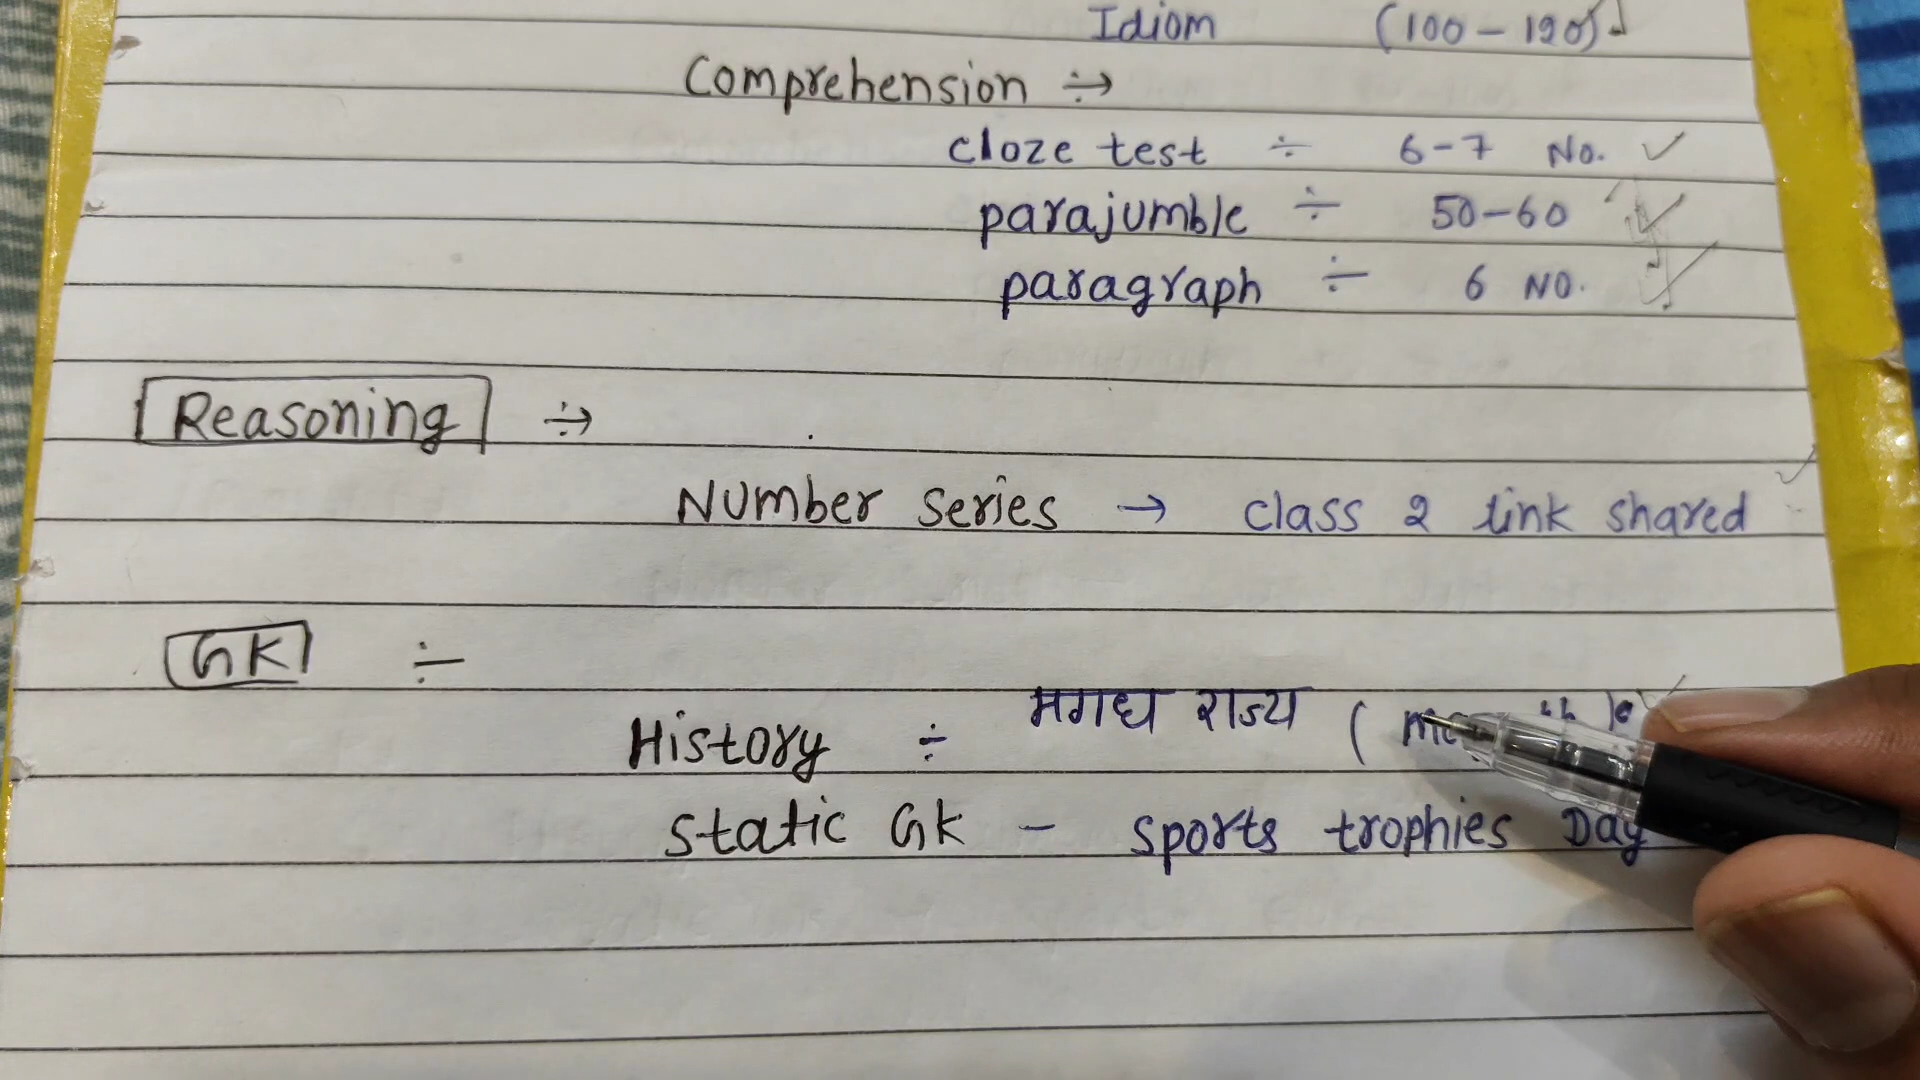 Idiom (100 - 120)
Comprehension ÷→
cloze test ÷ 6-7 No. ✓
parajumble ÷ 50-60 ✓
paragraph ÷ 6 NO. ✓
Reasoning ÷→
Number Series → class 2 link shared ✓
GK ÷
History ÷ मगध राज्य (
Static GK - Sports trophies Day